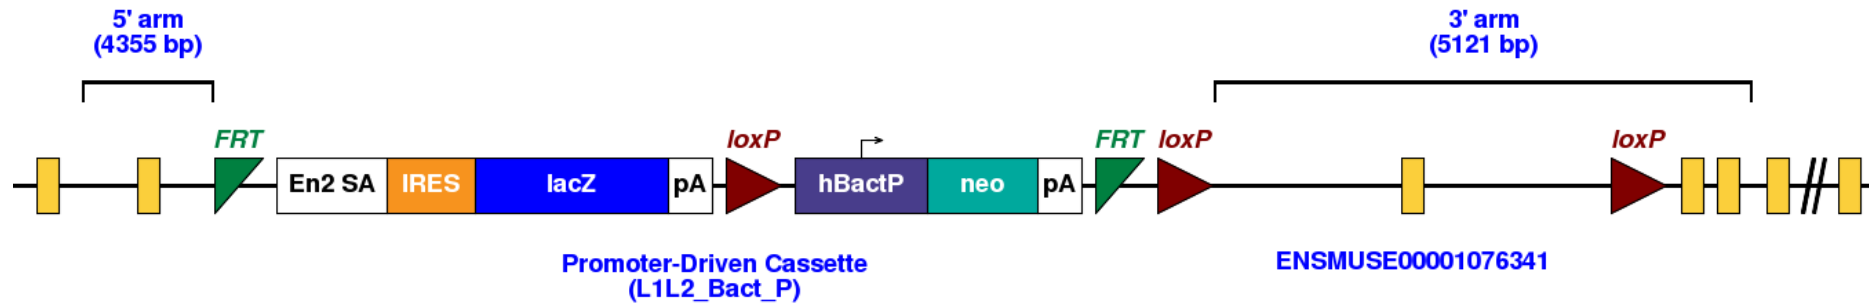 5' arm
(4355 bp)
3' arm
(5121 bp)
FRT
loxP
FRT
loxP
loxP
En2 SA
IRES
lacZ
pA
hBactP
neo
pA
Promoter-Driven Cassette
(L1L2_Bact_P)
ENSMUSE00001076341